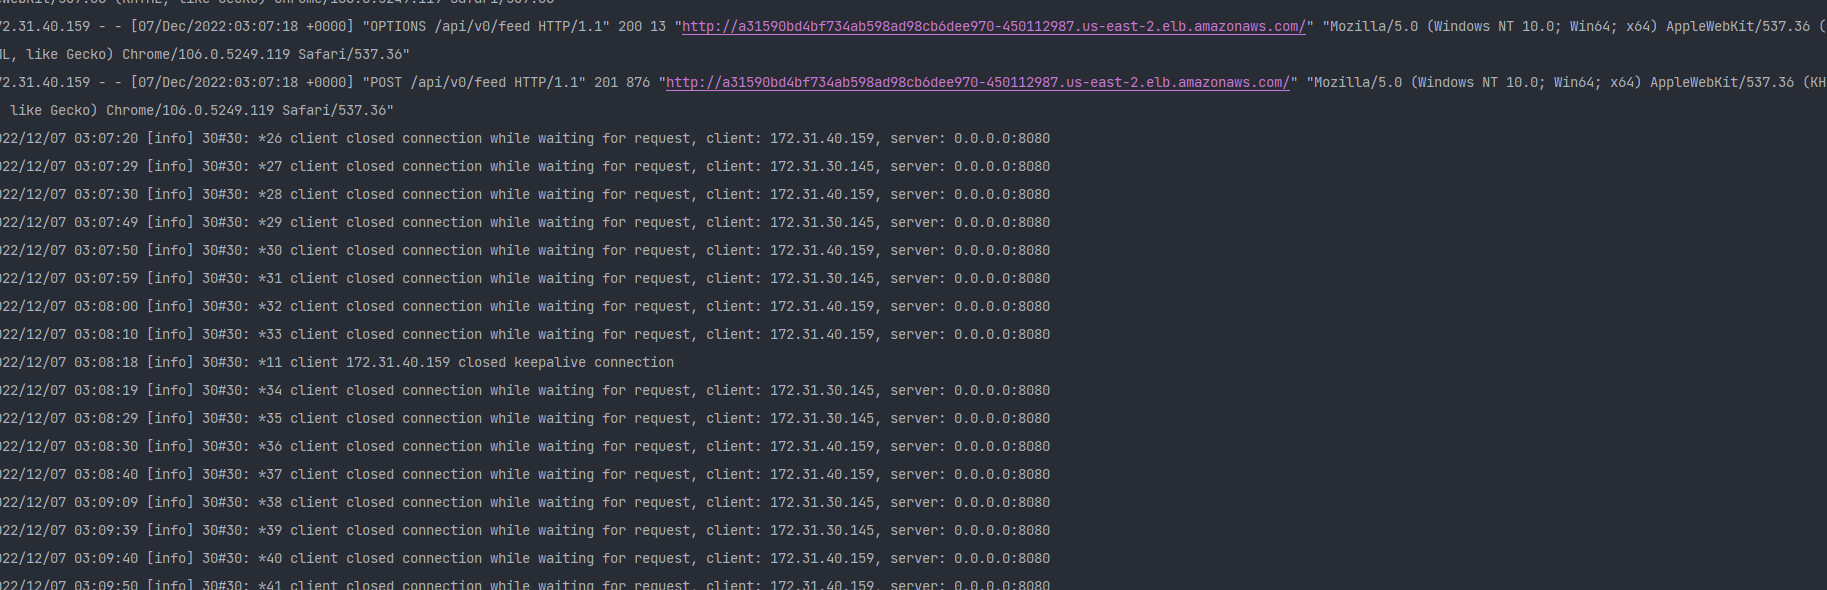 72.31.40.159 - - [07/Dec/2022:03:07:18 +0000] "OPTIONS /api/v0/feed HTTP/1.1" 200 13 "http://a31590bd4bf734ab598ad98cb6dee970-450112987.us-east-2.elb.amazonaws.com/" "Mozilla/5.0 (Windows NT 10.0; Win64; x64) AppleWebKit/537.36 (
ML, like Gecko) Chrome/106.0.5249.119 Safari/537.36"
72.31.40.159 - - [07/Dec/2022:03:07:18 +0000] "POST /api/v0/feed HTTP/1.1" 201 876 "http://a31590bd4bf734ab598ad98cb6dee970-450112987.us-east-2.elb.amazonaws.com/" "Mozilla/5.0 (Windows NT 10.0; Win64; x64) AppleWebKit/537.36 (KH
like Gecko) Chrome/106.0.5249.119 Safari/537.36"
022/12/07 03:07:20 [info] 30#30: *26 client closed connection while waiting for request, client: 172.31.40.159, server: 0.0.0.0:8080
022/12/07 03:07:29 [info] 30#30: *27 client closed connection while waiting for request, client: 172.31.30.145, server: 0.0.0.0:8080
022/12/07 03:07:30 [info] 30#30: *28 client closed connection while waiting for request, client: 172.31.40.159, server: 0.0.0.0:8080
022/12/07 03:07:49 [info] 30#30: *29 client closed connection while waiting for request, client: 172.31.30.145, server: 0.0.0.0:8080
022/12/07 03:07:50 [info] 30#30: *30 client closed connection while waiting for request, client: 172.31.40.159, server: 0.0.0.0:8080
022/12/07 03:07:59 [info] 30#30: *31 client closed connection while waiting for request, client: 172.31.30.145, server: 0.0.0.0:8080
022/12/07 03:08:00 [info] 30#30: *32 client closed connection while waiting for request, client: 172.31.40.159, server: 0.0.0.0:8080
022/12/07 03:08:10 [info] 30#30: *33 client closed connection while waiting for request, client: 172.31.40.159, server: 0.0.0.0:8080
022/12/07 03:08:18 [info] 30#30: *11 client 172.31.40.159 closed keepalive connection
022/12/07 03:08:19 [info] 30#30: *34 client closed connection while waiting for request, client: 172.31.30.145, server: 0.0.0.0:8080
022/12/07 03:08:29 [info] 30#30: *35 client closed connection while waiting for request, client: 172.31.30.145, server: 0.0.0.0:8080
022/12/07 03:08:30 [info] 30#30: *36 client closed connection while waiting for request, client: 172.31.40.159, server: 0.0.0.0:8080
022/12/07 03:08:40 [info] 30#30: *37 client closed connection while waiting for request, client: 172.31.40.159, server: 0.0.0.0:8080
022/12/07 03:09:09 [info] 30#30: *38 client closed connection while waiting for request, client: 172.31.30.145, server: 0.0.0.0:8080
022/12/07 03:09:39 [info] 30#30: *39 client closed connection while waiting for request, client: 172.31.30.145, server: 0.0.0.0:8080
022/12/07 03:09:40 [info] 30#30: *40 client closed connection while waiting for request, client: 172.31.40.159, server: 0.0.0.0:8080
022/12/07 03:09:50 [info] 30#30: *41 client closed connection while waiting for request, client: 172.31.40.159, server: 0.0.0.0:8080